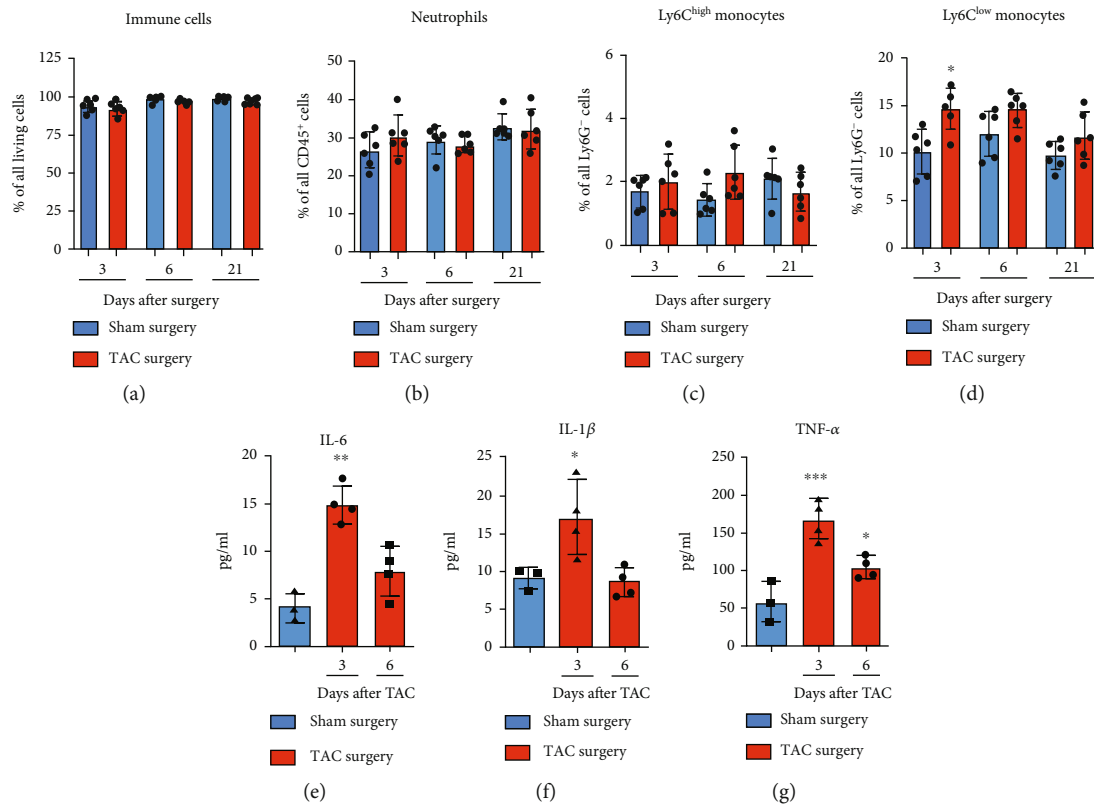 Immune cells
% of all living cells
125
100
75
50
25
0
3 6 21
Days after surgery
Sham surgery
TAC surgery
(a)
Neutrophils
% of all CD45⁺ cells
50
40
30
20
10
0
3 6 21
Days after surgery
Sham surgery
TAC surgery
(b)
Ly6Cʰⁱᵍʰ monocytes
% of all Ly6G⁻ cells
6
4
2
0
3 6 21
Days after surgery
Sham surgery
TAC surgery
(c)
Ly6Cˡᵒʷ monocytes
% of all Ly6G⁻ cells
20
15
10
5
0
*
3 6 21
Days after surgery
Sham surgery
TAC surgery
(d)
IL-6
pg/ml
20
15
10
5
0
**
3 6
Days after TAC
Sham surgery
TAC surgery
(e)
IL-1β
pg/ml
25
20
15
10
5
0
*
3 6
Days after TAC
Sham surgery
TAC surgery
(f)
TNF-α
pg/ml
250
200
150
100
50
0
***
*
3 6
Days after TAC
Sham surgery
TAC surgery
(g)